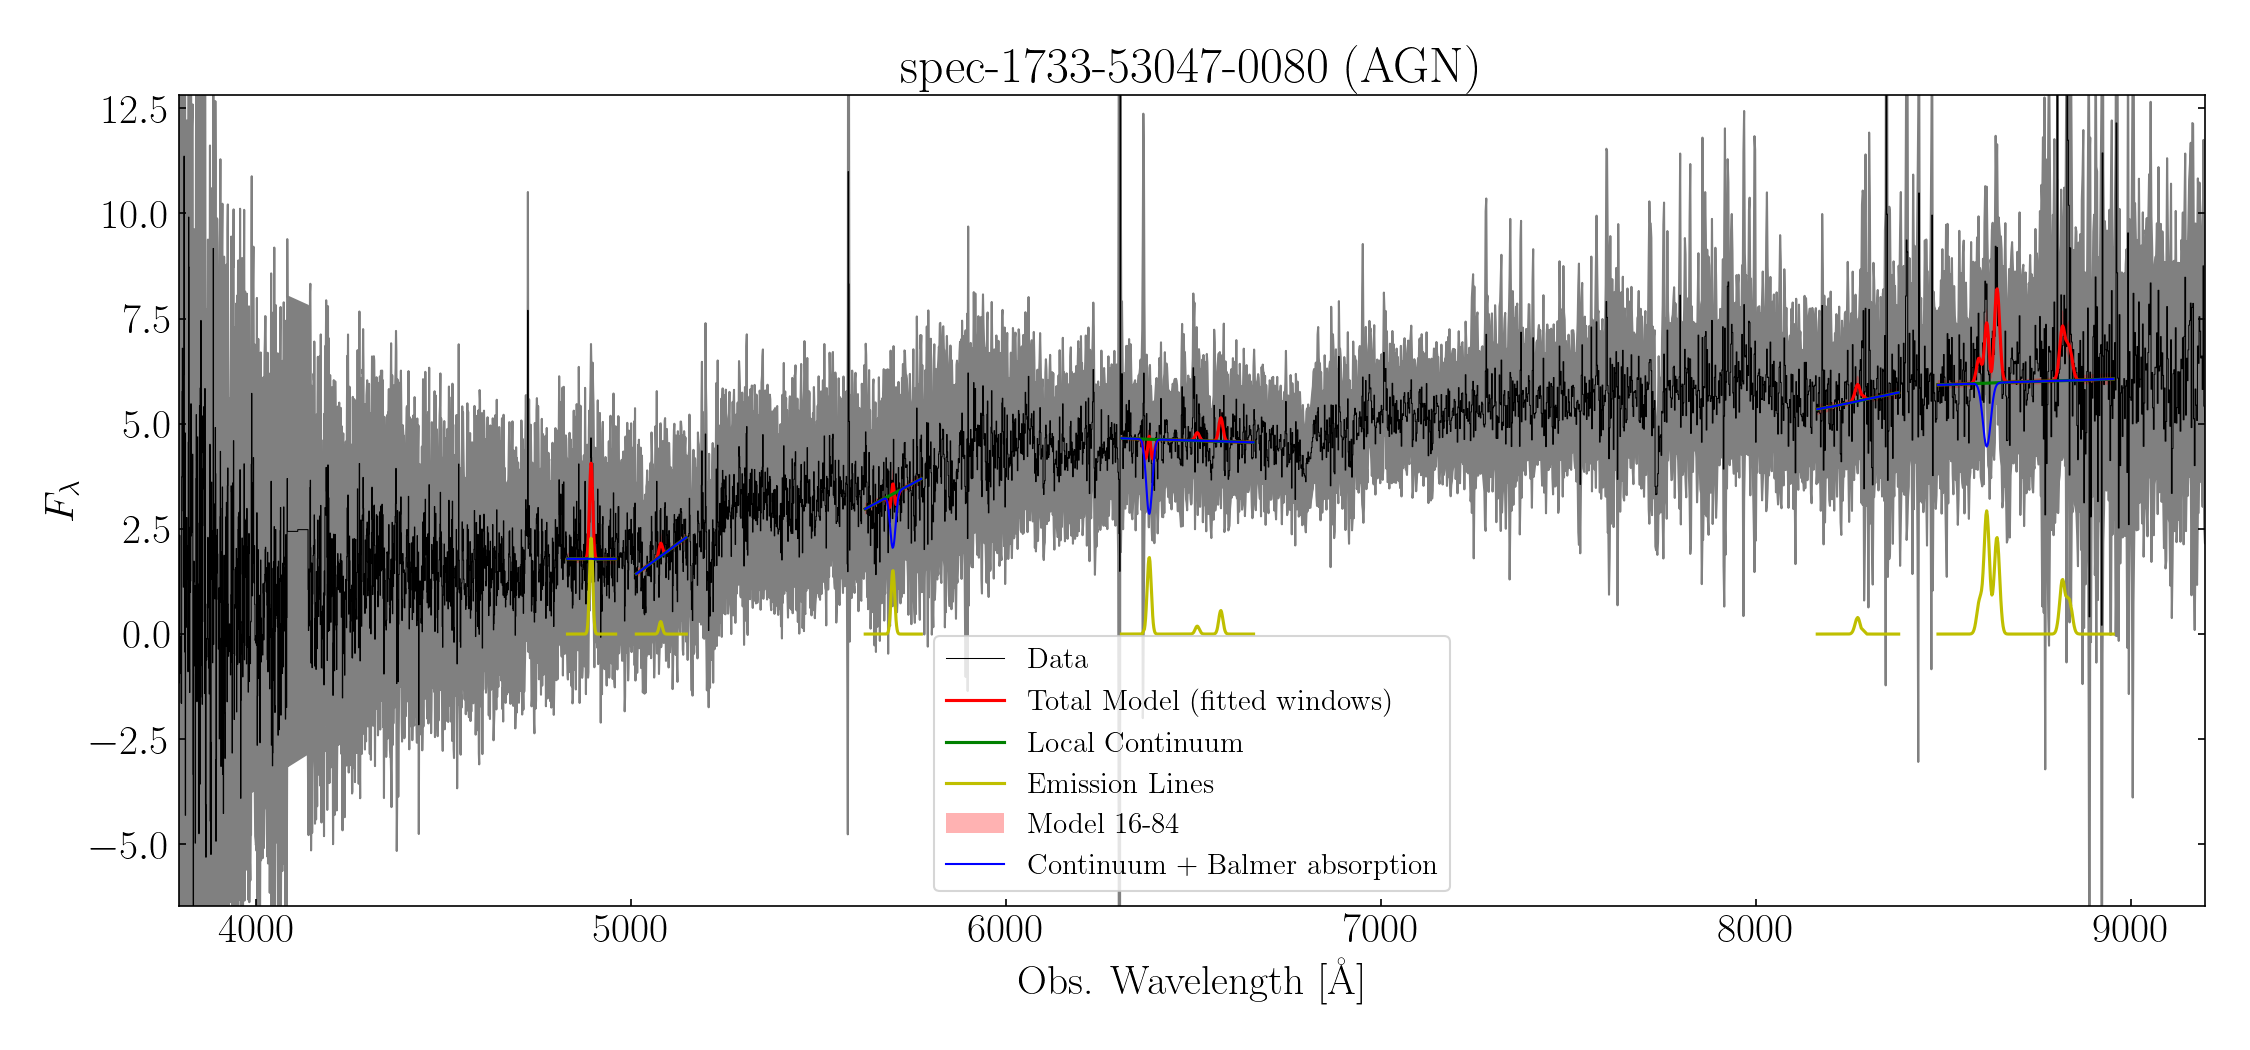 spec-1733-53047-0080 (AGN)
12.5
10.0
7.5
5.0
2.5
0.0
−2.5
−5.0
Fλ
Data
Total Model (fitted windows)
Local Continuum
Emission Lines
Model 16-84
Continuum + Balmer absorption
4000 5000 6000 7000 8000 9000
Obs. Wavelength [Å]